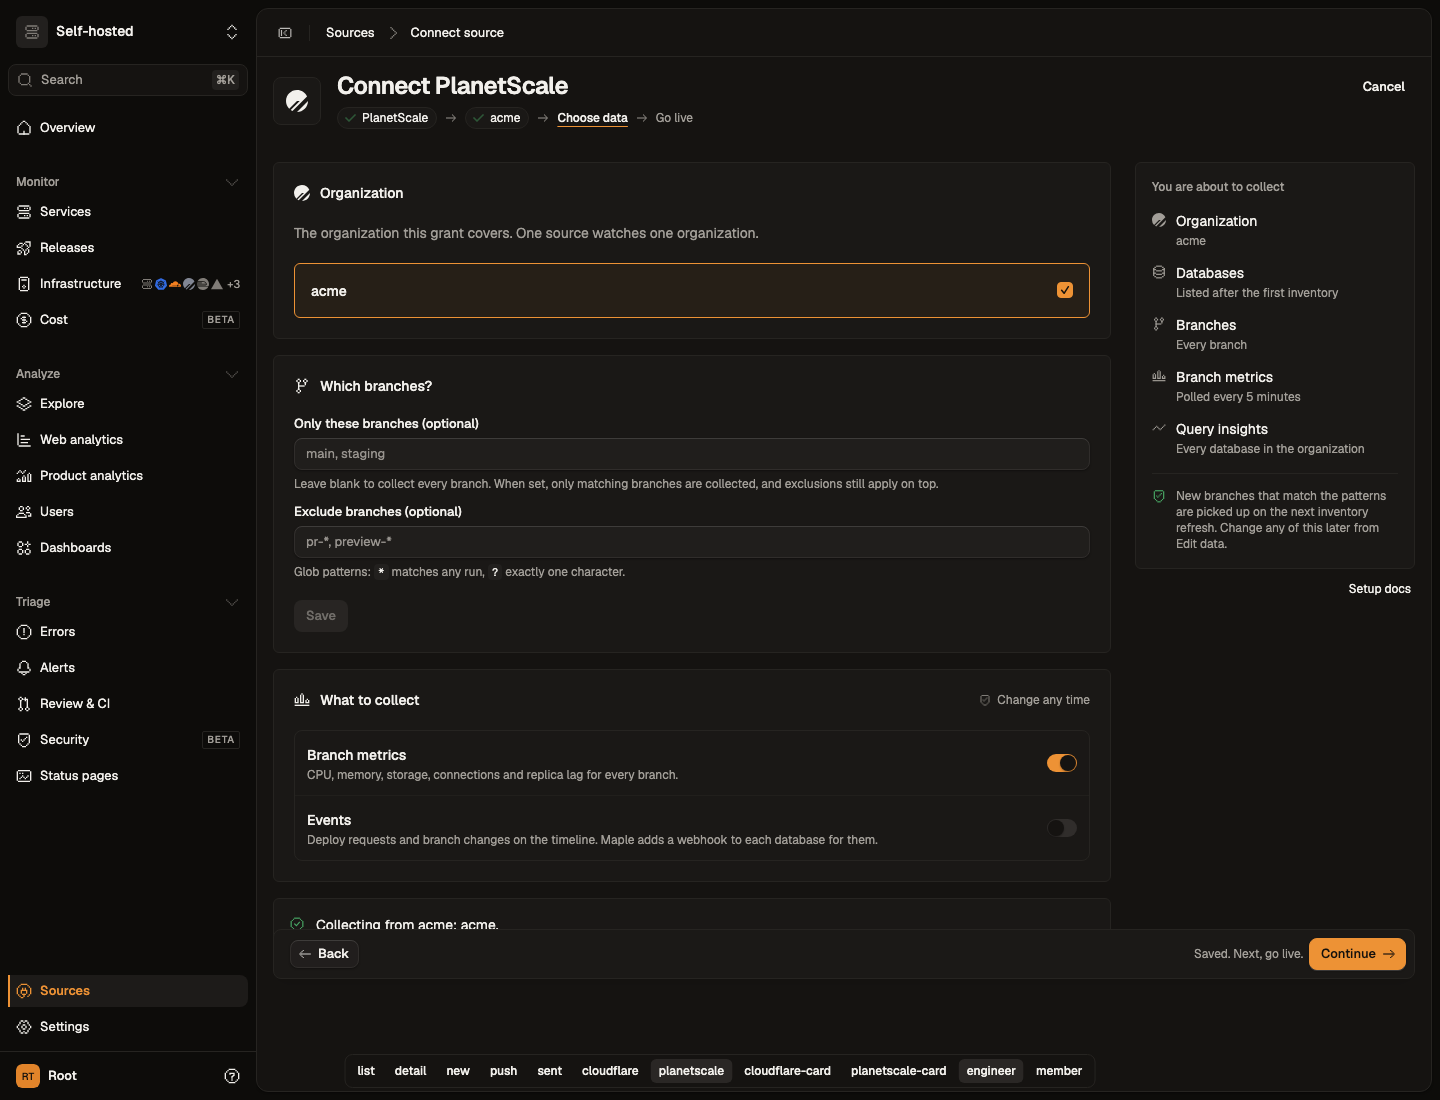 Self-hosted
Search ⌘K
Overview
Monitor
Services
Releases
Infrastructure +3
Cost BETA
Analyze
Explore
Web analytics
Product analytics
Users
Dashboards
Triage
Errors
Alerts
Review & CI
Security BETA
Status pages
Sources
Settings
RT Root
Sources Connect source
Connect PlanetScale
Cancel
PlanetScale → acme → Choose data → Go live
Organization
The organization this grant covers. One source watches one organization.
acme
Which branches?
Only these branches (optional)
main, staging
Leave blank to collect every branch. When set, only matching branches are collected, and exclusions still apply on top.
Exclude branches (optional)
pr-*, preview-*
Glob patterns: * matches any run, ? exactly one character.
Save
What to collect
Change any time
Branch metrics
CPU, memory, storage, connections and replica lag for every branch.
Events
Deploy requests and branch changes on the timeline. Maple adds a webhook to each database for them.
Collecting from acme: acme.
← Back
Saved. Next, go live.
Continue →
You are about to collect
Organization
acme
Databases
Listed after the first inventory
Branches
Every branch
Branch metrics
Polled every 5 minutes
Query insights
Every database in the organization
New branches that match the patterns
are picked up on the next inventory
refresh. Change any of this later from
Edit data.
Setup docs
list detail new push sent cloudflare planetscale cloudflare-card planetscale-card engineer member